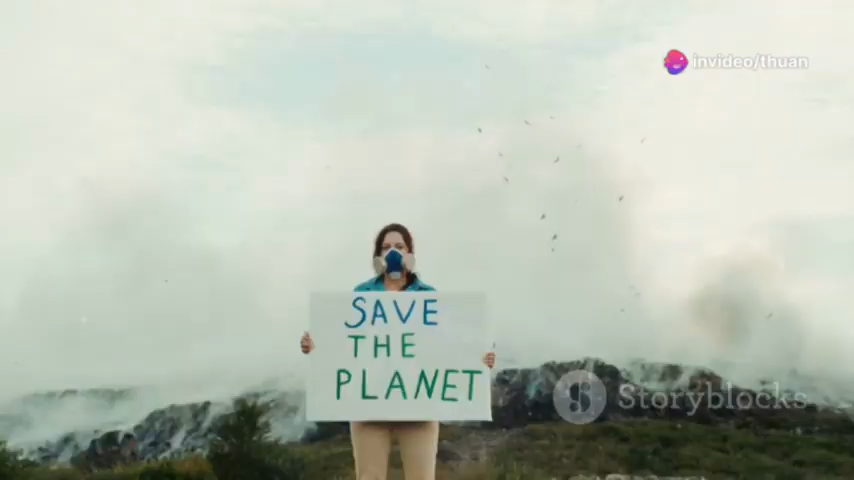 invideo/thuan
SAVE
THE
PLANET
Storyblocks